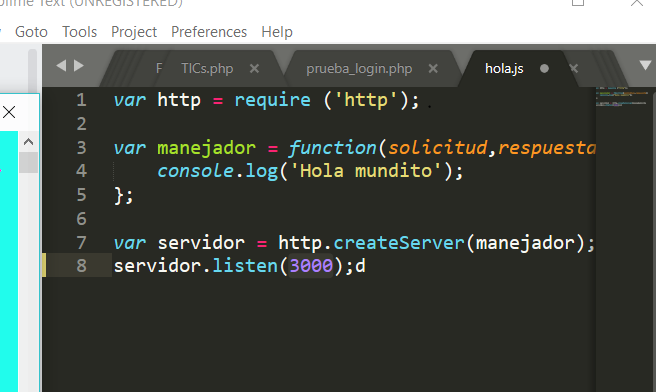 Text (UNREGISTERED)
Goto Tools Project Preferences Help
F TICs.php prueba_login.php hola.js
1 var http = require ('http');
2
3 var manejador = function(solicitud,respuesta
4 console.log('Hola mundito');
5 };
6
7 var servidor = http.createServer(manejador);
8 servidor.listen(3000);d